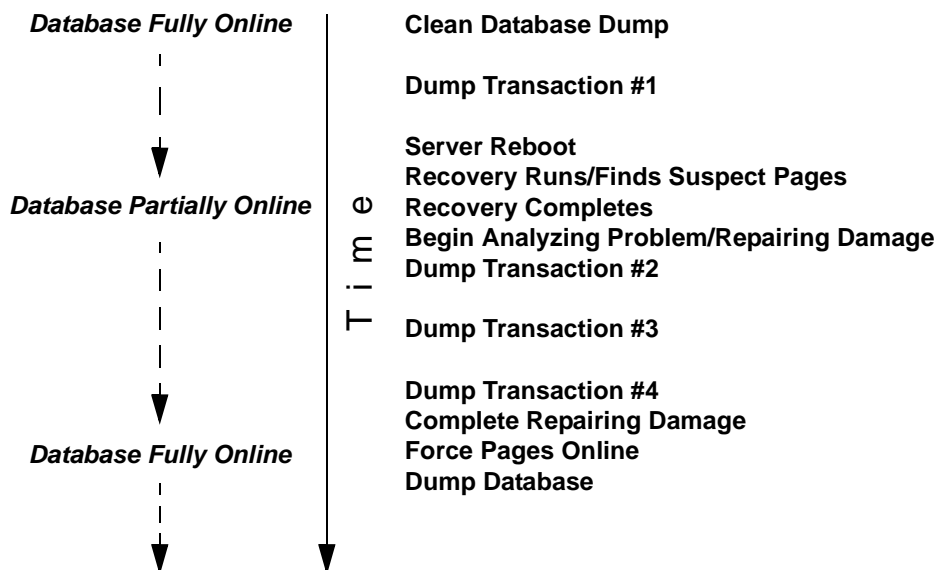 Database Fully Online
Database Partially Online
Database Fully Online
Time
Clean Database Dump
Dump Transaction #1
Server Reboot
Recovery Runs/Finds Suspect Pages
Recovery Completes
Begin Analyzing Problem/Repairing Damage
Dump Transaction #2
Dump Transaction #3
Dump Transaction #4
Complete Repairing Damage
Force Pages Online
Dump Database